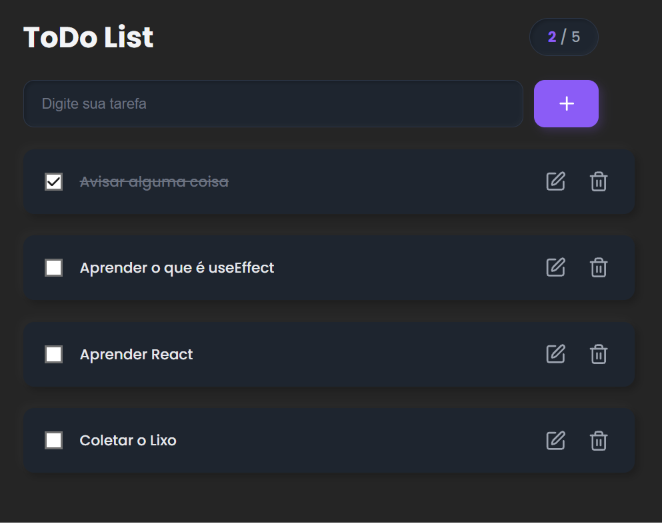 ToDo List
2 / 5
Digite sua tarefa
Avisar alguma coisa
Aprender o que é useEffect
Aprender React
Coletar o Lixo